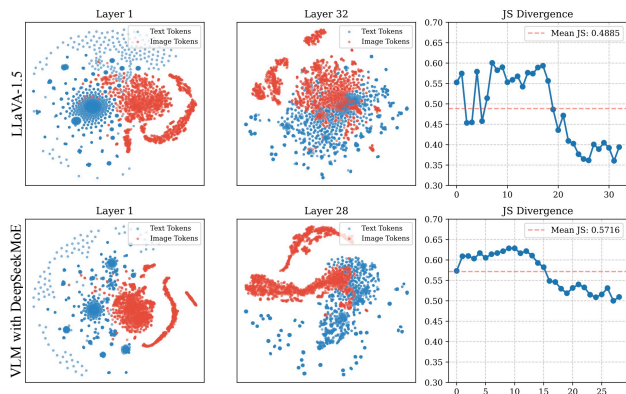 Layer 1
Layer 32
JS Divergence
LLaVA-1.5
Text Tokens
Image Tokens
Text Tokens
Image Tokens
Mean JS: 0.4885
0.70
0.65
0.60
0.55
0.50
0.45
0.40
0.35
0.30
0
10
20
30
Layer 1
Layer 28
JS Divergence
VLM with DeepSeekMoE
Text Tokens
Image Tokens
Text Tokens
Image Tokens
Mean JS: 0.5716
0.70
0.65
0.60
0.55
0.50
0.45
0.40
0.35
0.30
0
5
10
15
20
25